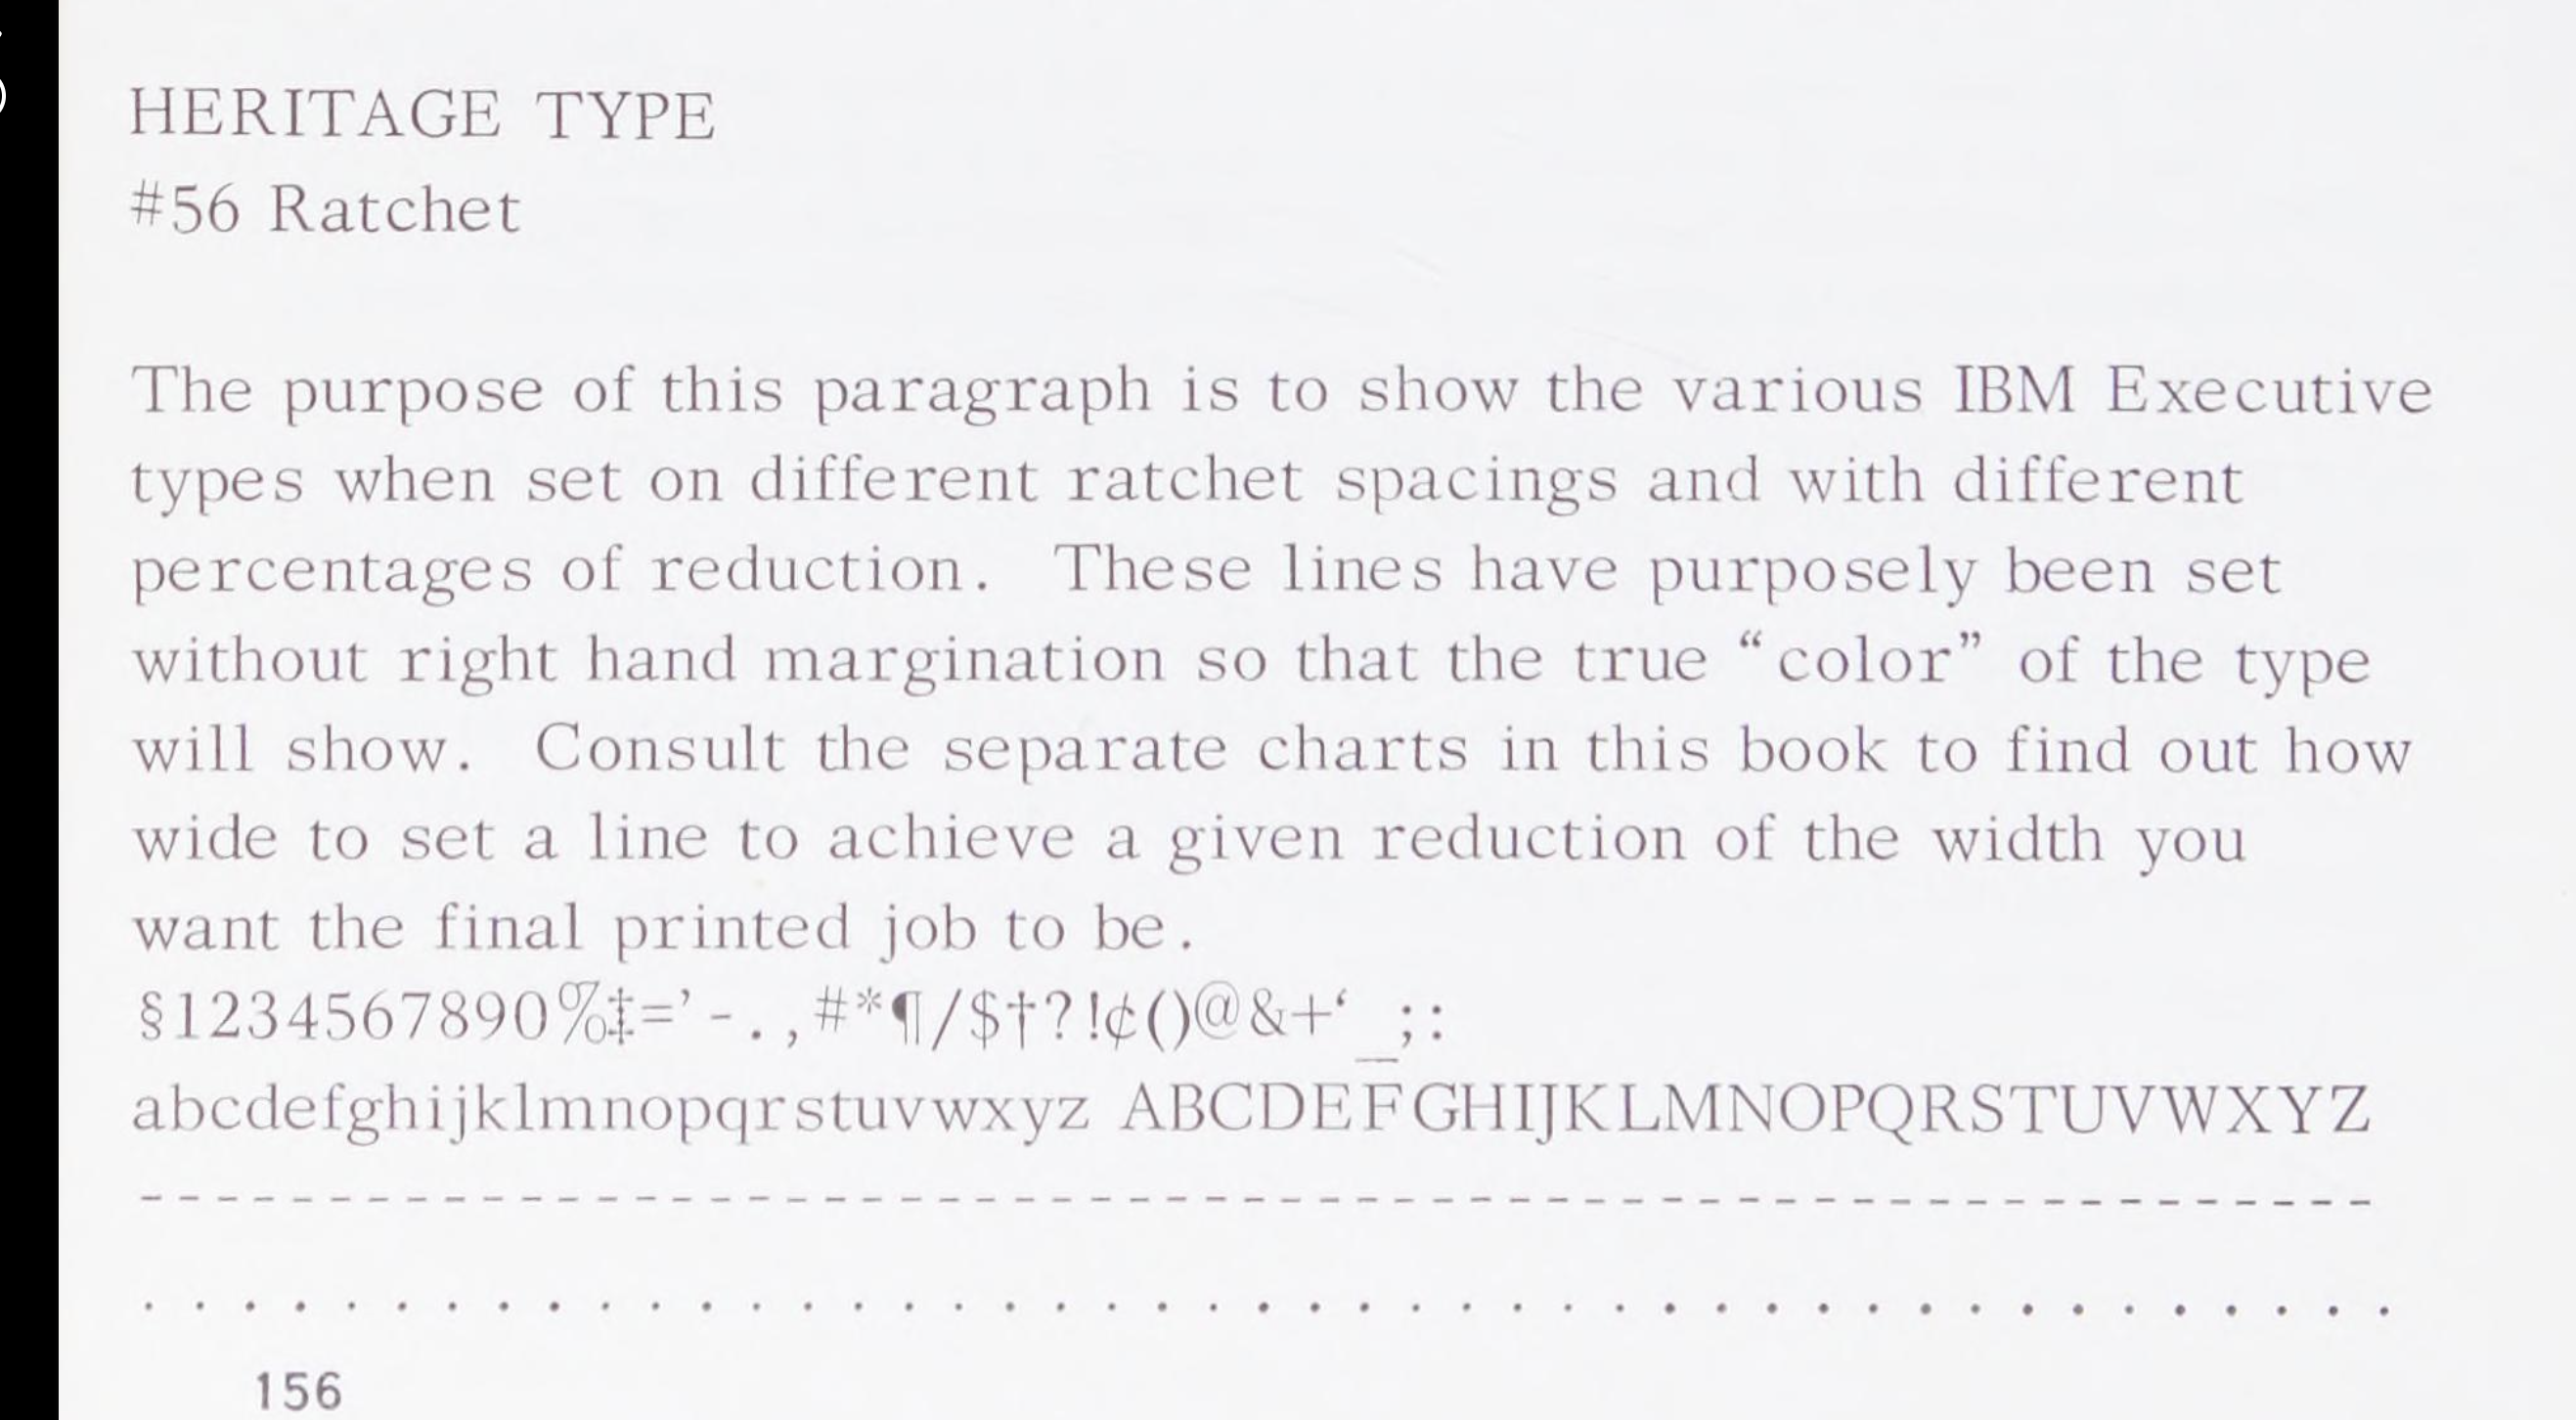 HERITAGE TYPE
#56 Ratchet
The purpose of this paragraph is to show the various IBM Executive
types when set on different ratchet spacings and with different
percentages of reduction. These lines have purposely been set
without right hand margination so that the true “color” of the type
will show. Consult the separate charts in this book to find out how
wide to set a line to achieve a given reduction of the width you
want the final printed job to be.
§1234567890%‡=’-.,#*¶/$†?!¢()@&+‘_;:
abcdefghijklmnopqrstuvwxyz ABCDEFGHIJKLMNOPQRSTUVWXYZ
- - - - - - - - - - - - - - - - - - - - - - - - - - - - - - - - - - - - - - - - - - - - - - - - - - - - - - - - - -
. . . . . . . . . . . . . . . . . . . . . . . . . . . . . . . . . . . . . . . . . . . . .
156